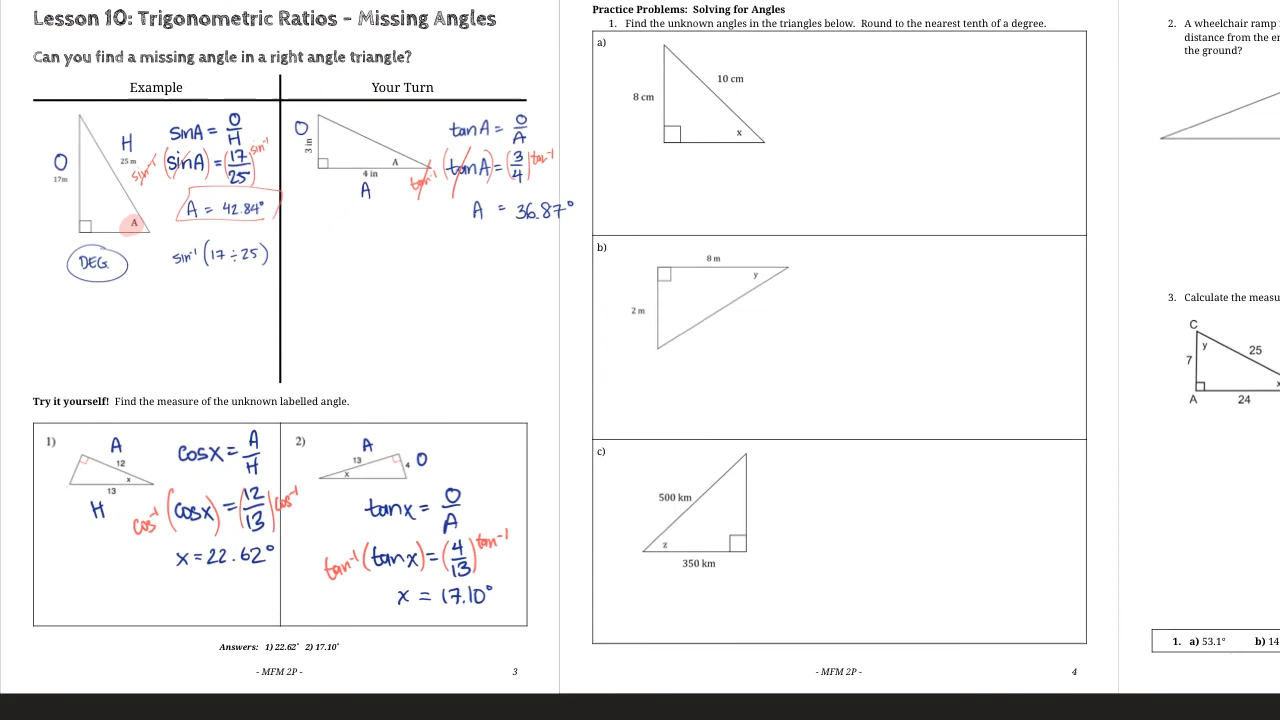 Lesson 10: Trigonometric Ratios - Missing Angles
Can you find a missing angle in a right angle triangle?
Example
Your Turn
O
17m
H
25 m
A
sinA = O/H
sin⁻¹ (sinA) = (17/25) sin⁻¹
A = 42.84°
DEG
sin⁻¹ (17 ÷ 25)
O
3 in
A
4 in
A
tanA = O/A
tan⁻¹ (tanA) = (3/4) tan⁻¹
A = 36.87°
Try it yourself! Find the measure of the unknown labelled angle.
1)
A
12
x
13
H
cosx = A/H
cos⁻¹ (cosx) = (12/13) cos⁻¹
x = 22.62°
2)
A
13
4
O
x
tanx = O/A
tan⁻¹ (tanx) = (4/13) tan⁻¹
x = 17.10°
Answers: 1) 22.62° 2) 17.10°
- MFM 2P -
3
Practice Problems: Solving for Angles
1. Find the unknown angles in the triangles below. Round to the nearest tenth of a degree.
a)
10 cm
8 cm
x
b)
8 m
y
2 m
c)
500 km
z
350 km
- MFM 2P -
4
2. A wheelchair ramp
distance from the en
the ground?
3. Calculate the measu
C
y
25
7
x
A
24
1. a) 53.1° b) 14